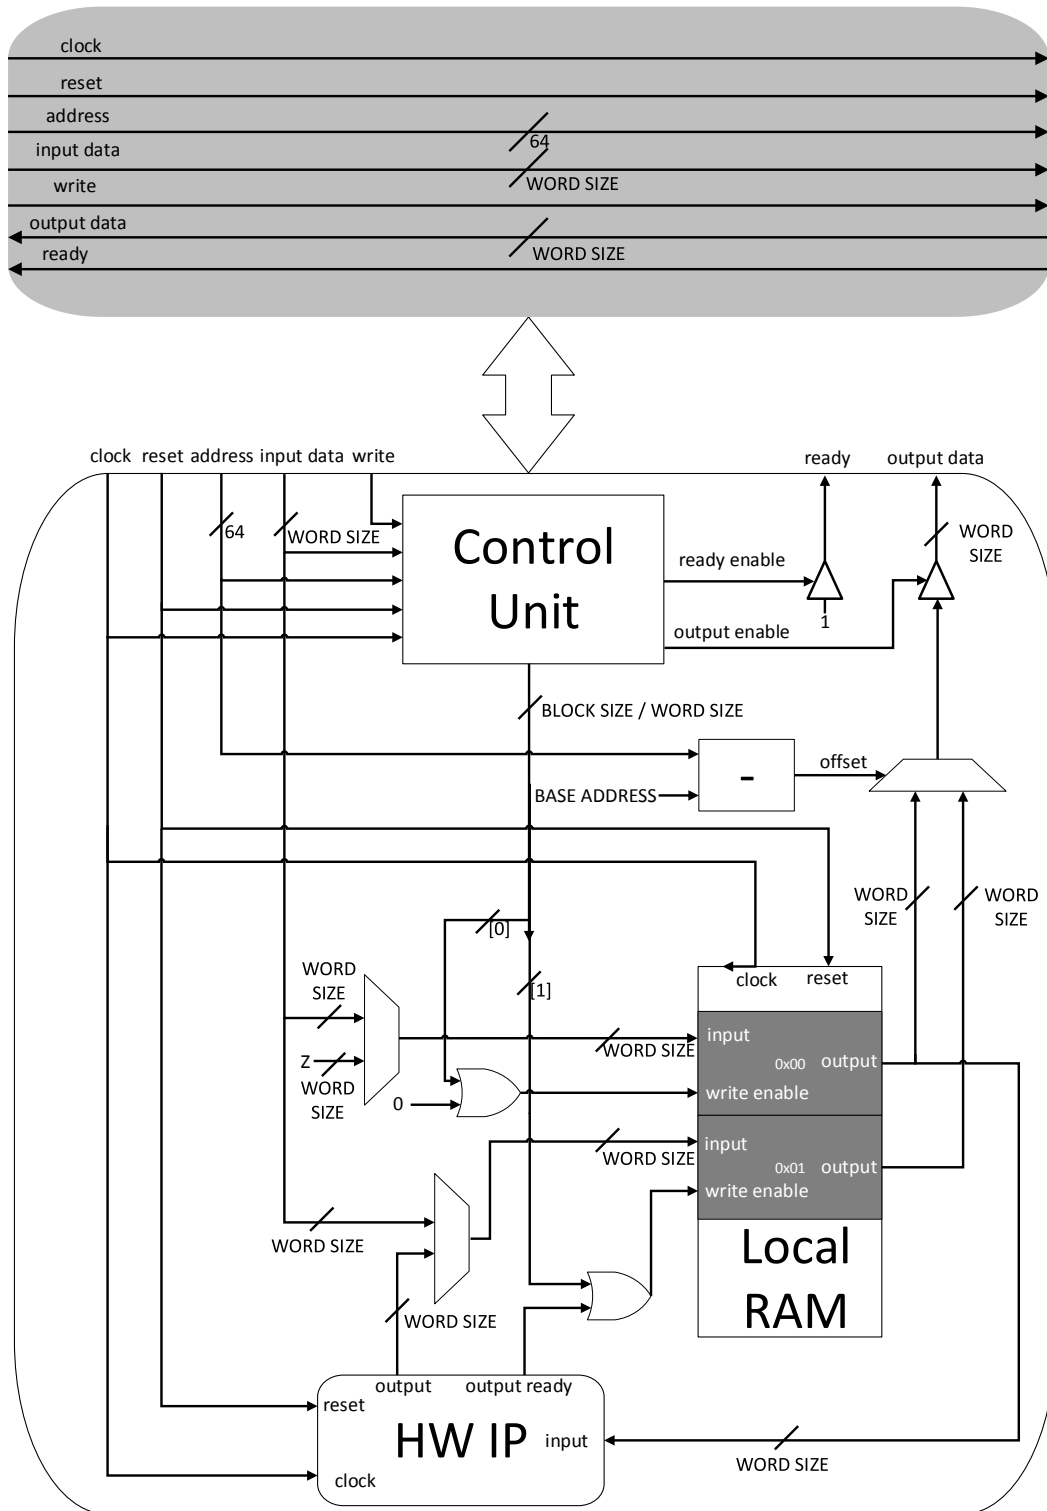 clock
reset
address
64
input data
WORD SIZE
write
output data
WORD SIZE
ready
clock reset address input data write
ready output data
64
WORD SIZE
WORD
SIZE
Control
Unit
ready enable
1
output enable
BLOCK SIZE / WORD SIZE
-
offset
BASE ADDRESS
WORD
SIZE
WORD
SIZE
[0]
[1]
WORD
SIZE
Z
WORD
SIZE
0
clock reset
input
WORD SIZE
0x00 output
write enable
input
WORD SIZE
0x01 output
write enable
WORD SIZE
Local
RAM
WORD SIZE
output output ready
reset
HW IP
input
clock
WORD SIZE